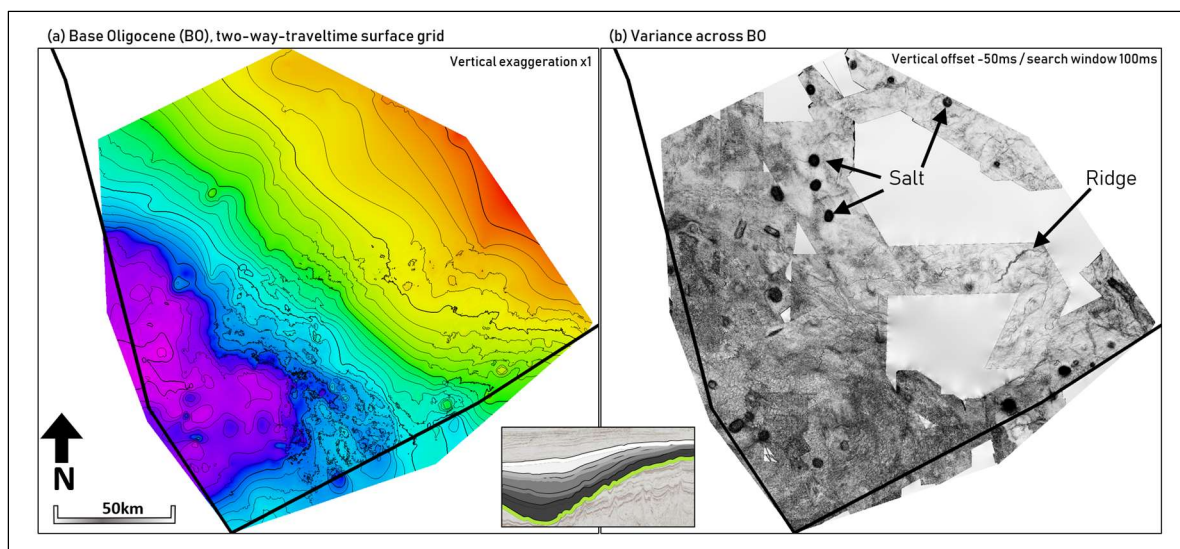 (a) Base Oligocene (BO), two-way-traveltime surface grid
Vertical exaggeration x1
N
50km
(b) Variance across BO
Vertical offset -50ms / search window 100ms
Salt
Ridge